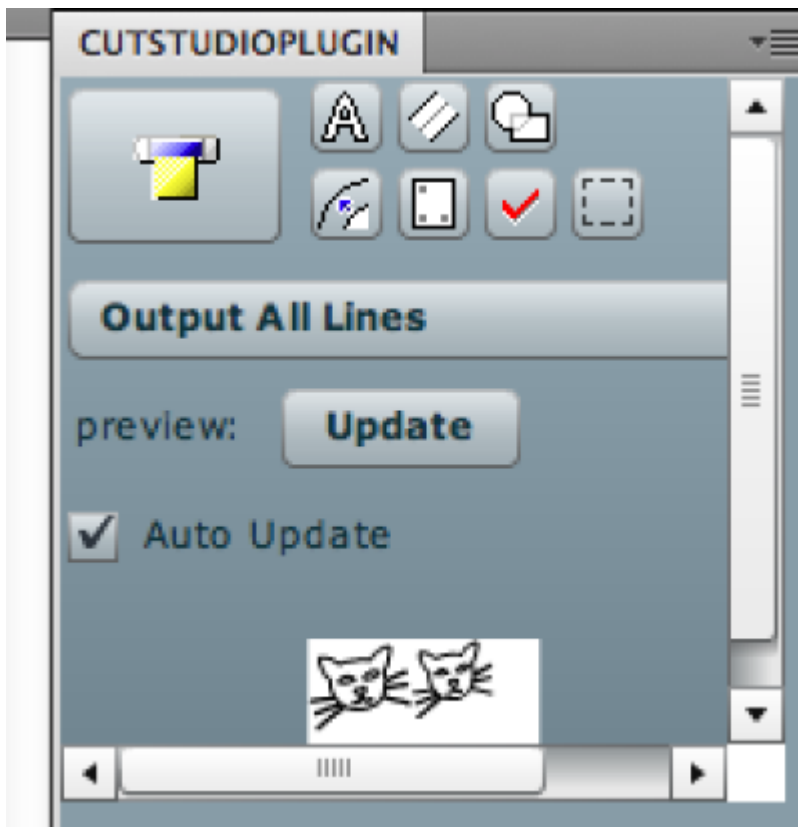 CUTSTUDIOPLUGIN
A
Output All Lines
preview: Update
Auto Update